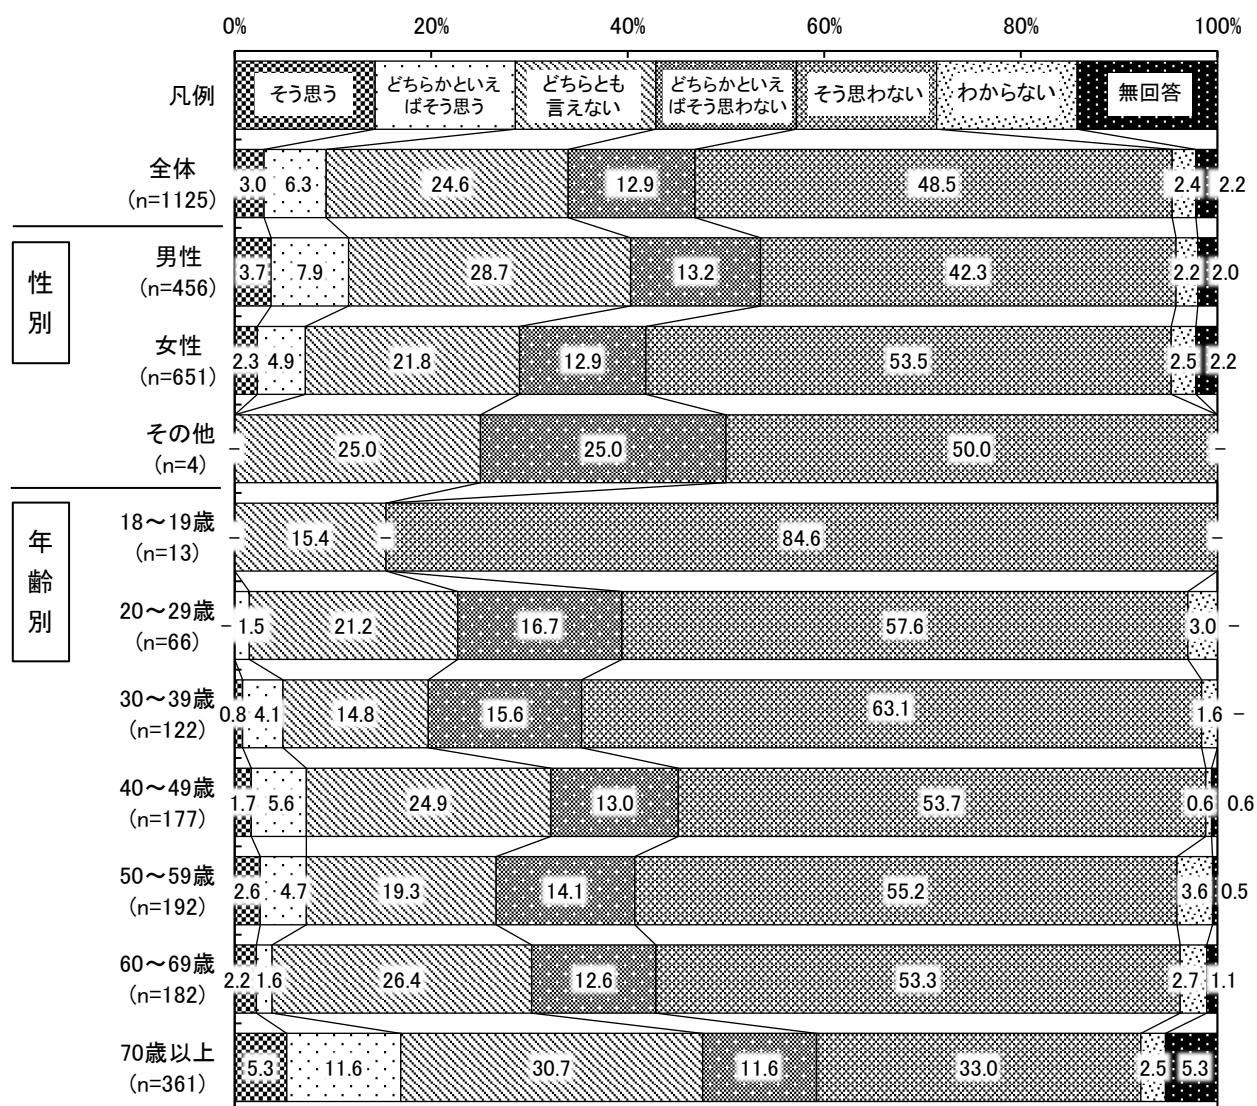 0% 20% 40% 60% 80% 100%
凡例 そう思う どちらかといえ どちらとも どちらかといえ そう思わない わからない 無回答
ばそう思う 言えない ばそう思わない
全体
(n=1125)
3.0 6.3 24.6 12.9 48.5 2.4 2.2
性別
男性
(n=456)
3.7 7.9 28.7 13.2 42.3 2.2 2.0
女性
(n=651)
2.3 4.9 21.8 12.9 53.5 2.5 2.2
その他
(n=4)
- 25.0 25.0 50.0 -
年齢別
18~19歳
(n=13)
- 15.4 - 84.6 -
20~29歳
(n=66)
- 1.5 21.2 16.7 57.6 3.0 -
30~39歳
(n=122)
0.8 4.1 14.8 15.6 63.1 1.6 -
40~49歳
(n=177)
1.7 5.6 24.9 13.0 53.7 0.6 0.6
50~59歳
(n=192)
2.6 4.7 19.3 14.1 55.2 3.6 0.5
60~69歳
(n=182)
2.2 1.6 26.4 12.6 53.3 2.7 1.1
70歳以上
(n=361)
5.3 11.6 30.7 11.6 33.0 2.5 5.3